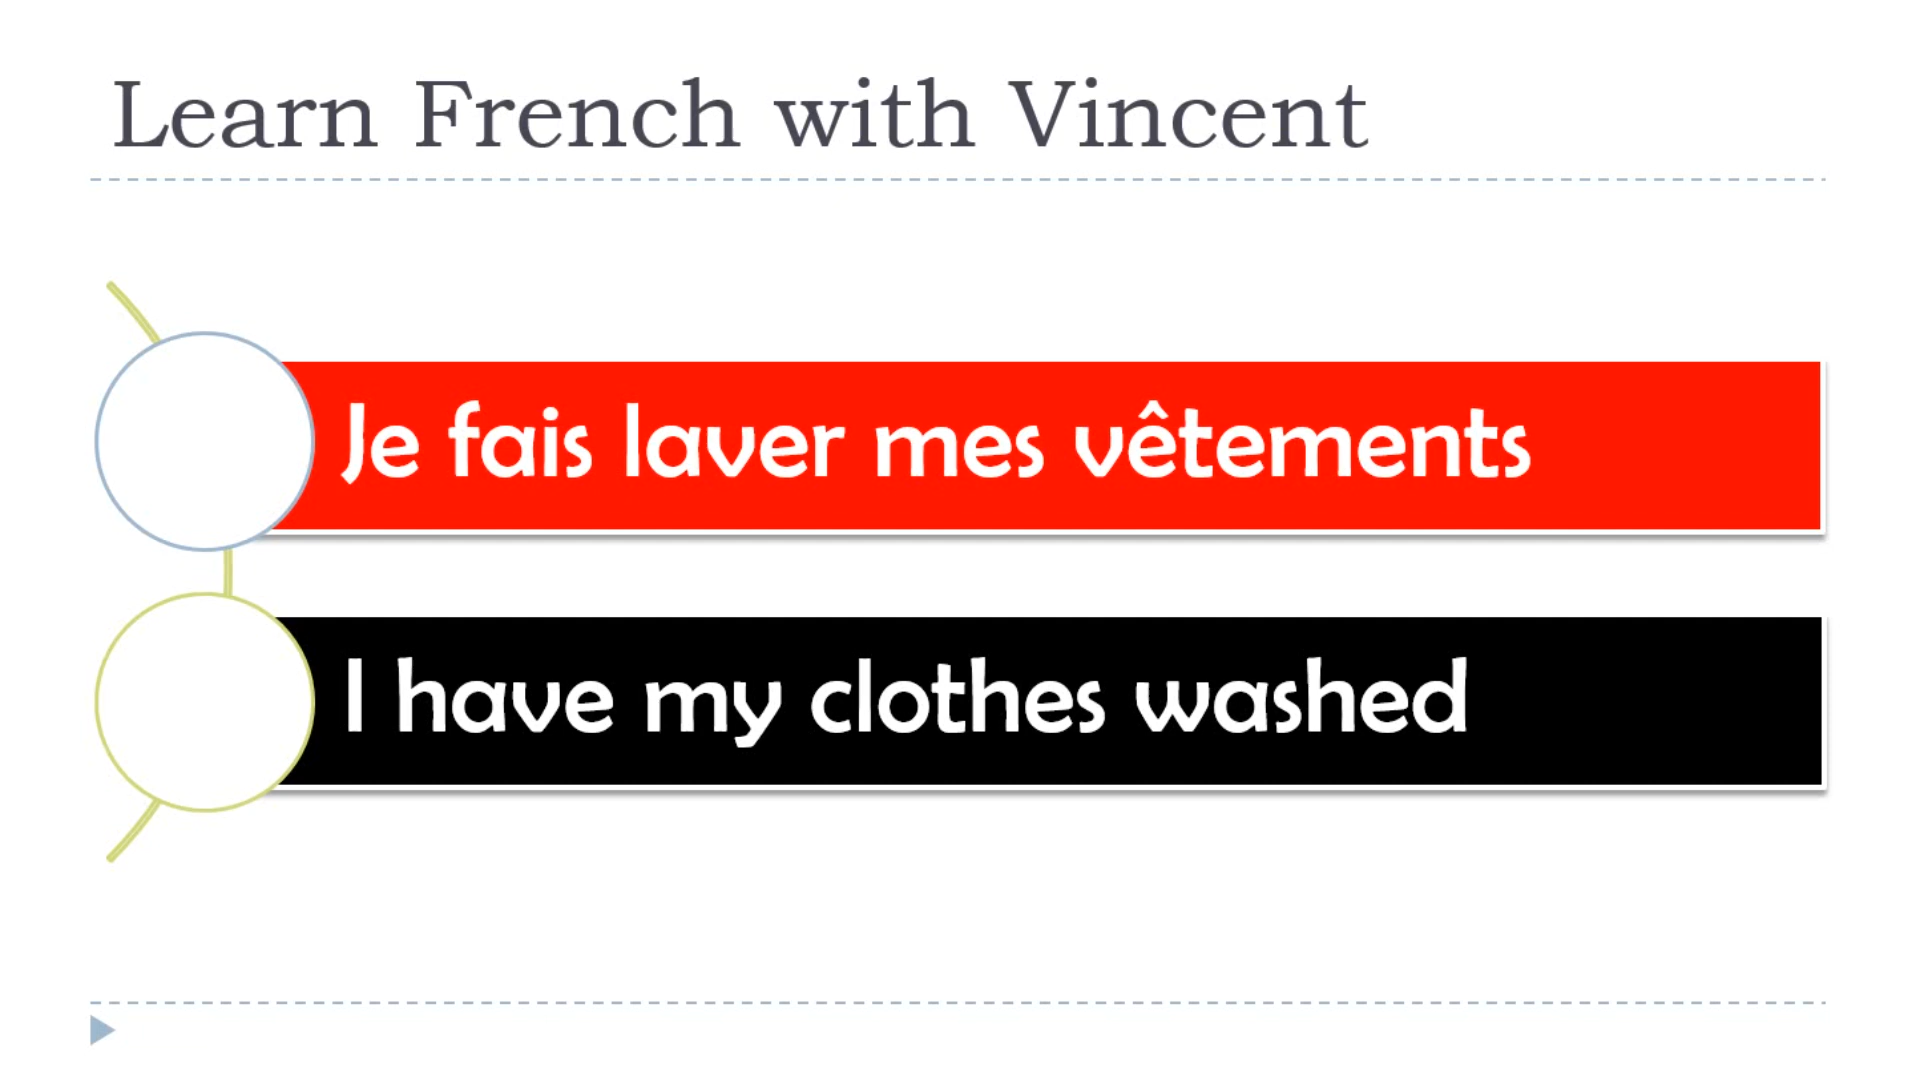 Learn French with Vincent
Je fais laver mes vêtements
I have my clothes washed